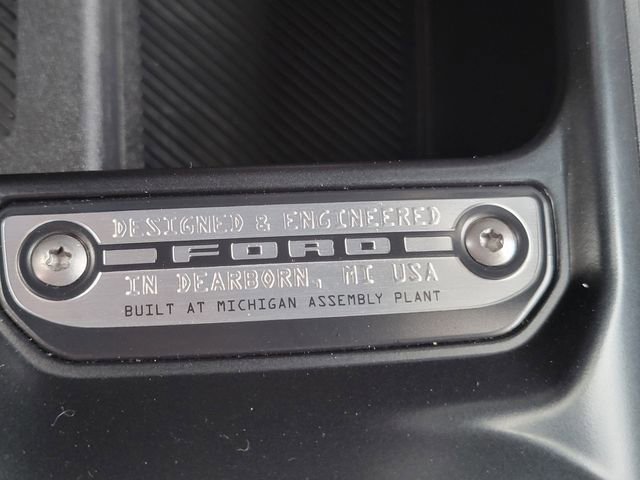 DESIGNED & ENGINEERED
FORD
IN DEARBORN, MI USA
BUILT AT MICHIGAN ASSEMBLY PLANT